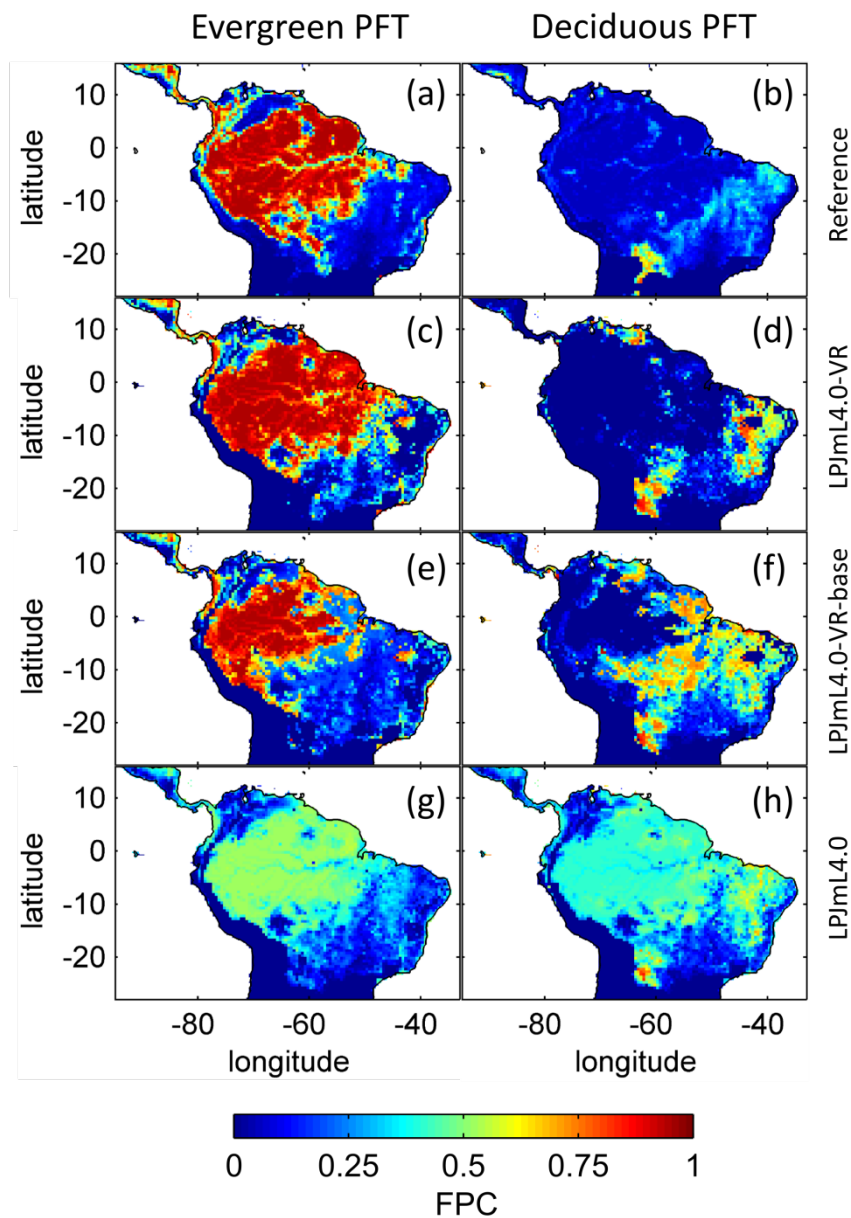 Evergreen PFT Deciduous PFT
10
0
-10
-20
latitude
(a)
(b)
Reference
10
0
-10
-20
latitude
(c)
(d)
LPJmL4.0-VR
10
0
-10
-20
latitude
(e)
(f)
LPJmL4.0-VR-base
10
0
-10
-20
latitude
(g)
(h)
LPJmL4.0
-80 -60 -40 -80 -60 -40
longitude longitude
0 0.25 0.5 0.75 1
FPC